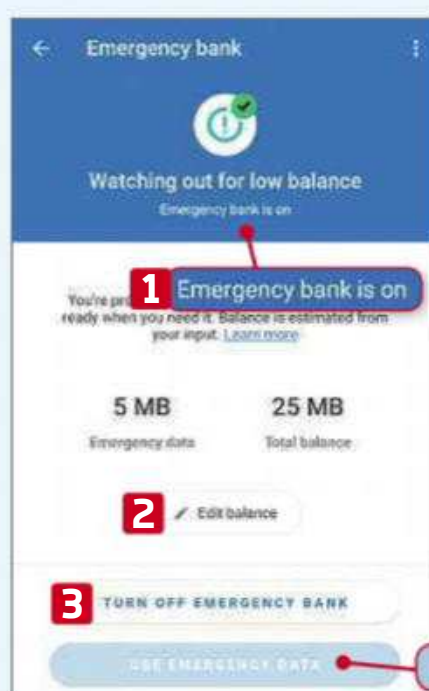 Emergency bank
Watching out for low balance
Emergency bank is on
1 Emergency bank is on
You're
ready when you need it. Balance is estimated from
your input. Learn more
5 MB 25 MB
Emergency data Total balance
2 Edit balance
3 TURN OFF EMERGENCY BANK
USE EMERGENCY DATA